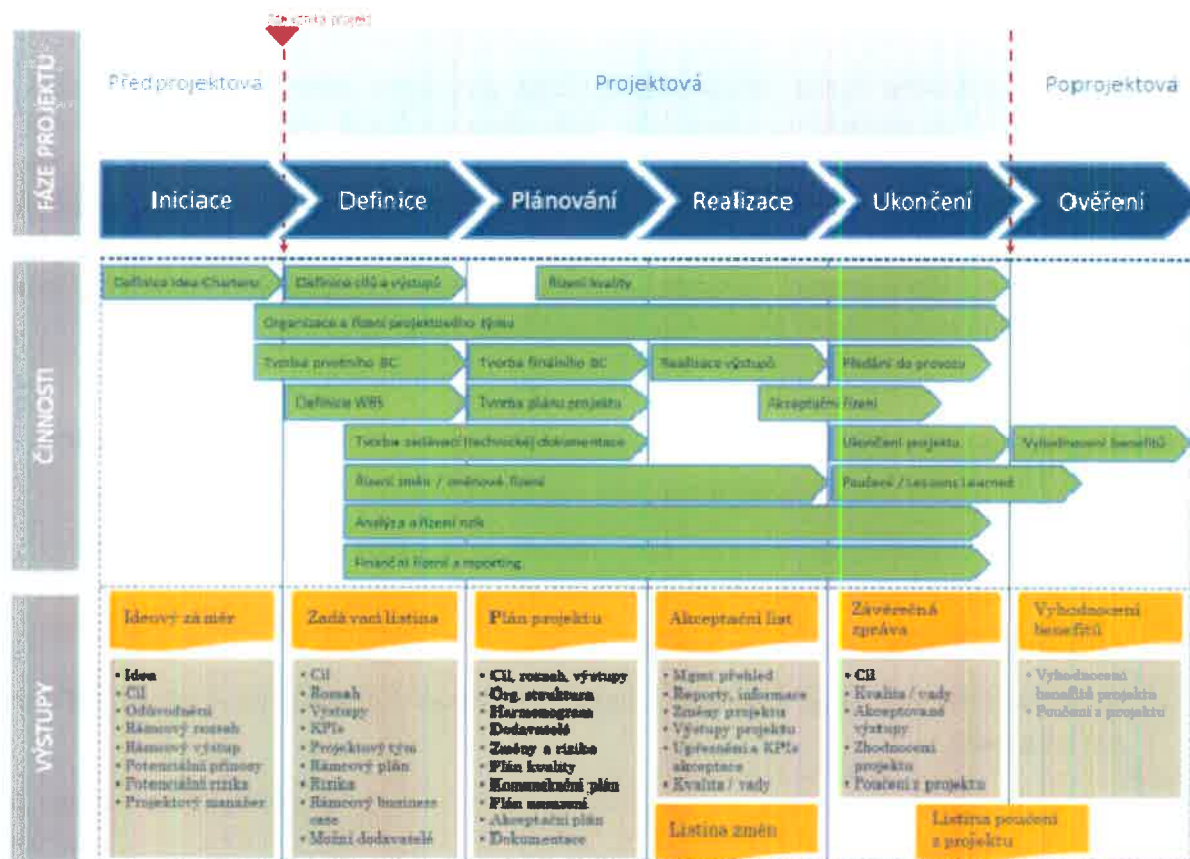 projekt
FÁZE PROJEKTU
Předprojektová
Projektová
Poprojektová
Iniciace
Definice
Plánování
Realizace
Ukončení
Ověření
ČINNOSTI
Definice Idea Charteru
Definice cílů a výstupů
Řízení kvality
Organizace a řízení projektového týmu
Tvorba prvotního BC
Tvorba finálního BC
Realizace výstupů
Předání do provozu
Definice WBS
Tvorba plánu projektu
Akceptační řízení
Tvorba zadávací (technické) dokumentace
Ukončení projektu
Vyhodnocení benefitů
Řízení změn / změnové řízení
Poučení / Lessons Learned
Analýza a řízení rizik
Finanční řízení a reporting
VÝSTUPY
Ideový záměr
• Idea
• Cíl
• Odůvodnění
• Rámcový rozsah
• Rámcový výstup
• Potenciální přínosy
• Potenciální rizika
• Projektový manažer
Zadávací listina
• Cíl
• Rozsah
• Výstupy
• KPIs
• Projektový tým
• Rámcový plán
• Rizika
• Rámcový business
case
• Možní dodavatelé
Plán projektu
• Cíl, rozsah, výstupy
• Org. struktura
• Harmonogram
• Dodavatelé
• Změny a rizika
• Plán kvality
• Komunikační plán
• Plán nasazení
• Akceptační plán
• Dokumentace
Akceptační list
• Mgmt přehled
• Reporty, informace
• Změny projektu
• Výstupy projektu
• Upřesnění a KPIs
akceptace
• Kvalita / vady
Listina změn
Závěrečná
zpráva
• Cíl
• Kvalita / vady
• Akceptované
výstupy
• Zhodnocení
projektu
• Poučení z projektu
Listina poučení
z projektu
Vyhodnocení
benefitů
• Vyhodnocení
benefitů projektu
• Poučení z projektu